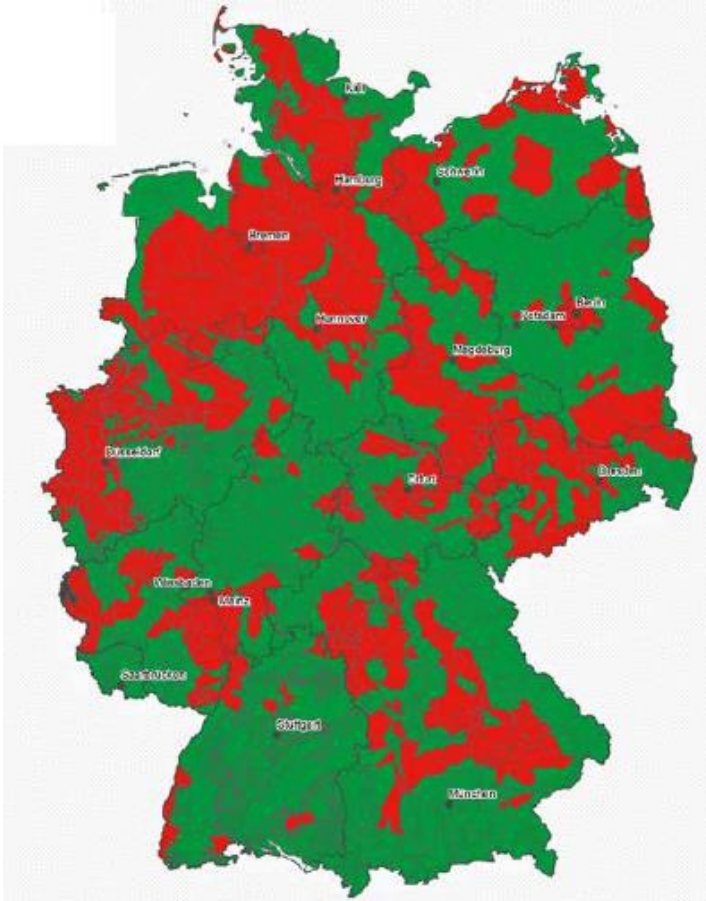 Kiel
Schwerin
Hamburg
Bremen
Berlin
Potsdam
Hannover
Magdeburg
Düsseldorf
Dresden
Erfurt
Wiesbaden
Mainz
Saarbrücken
Stuttgart
München